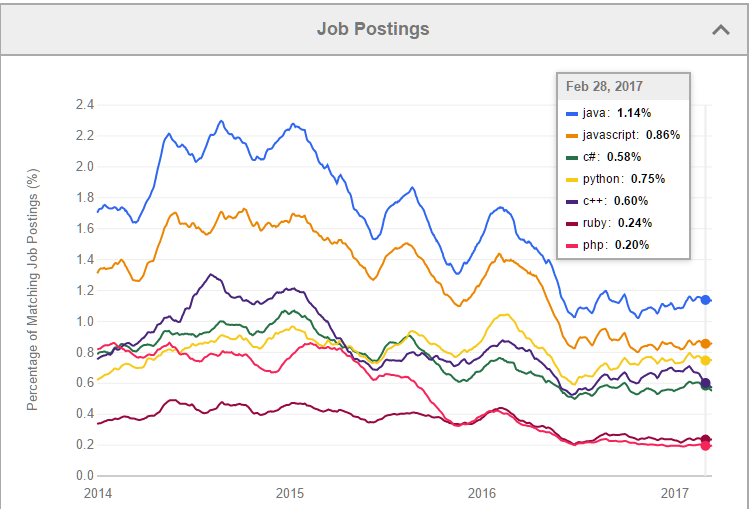 Job Postings
Feb 28, 2017
java: 1.14%
javascript: 0.86%
c#: 0.58%
python: 0.75%
c++: 0.60%
ruby: 0.24%
php: 0.20%
Percentage of Matching Job Postings (%)
2.4
2.2
2.0
1.8
1.6
1.4
1.2
1.0
0.8
0.6
0.4
0.2
0.0
2014 2015 2016 2017